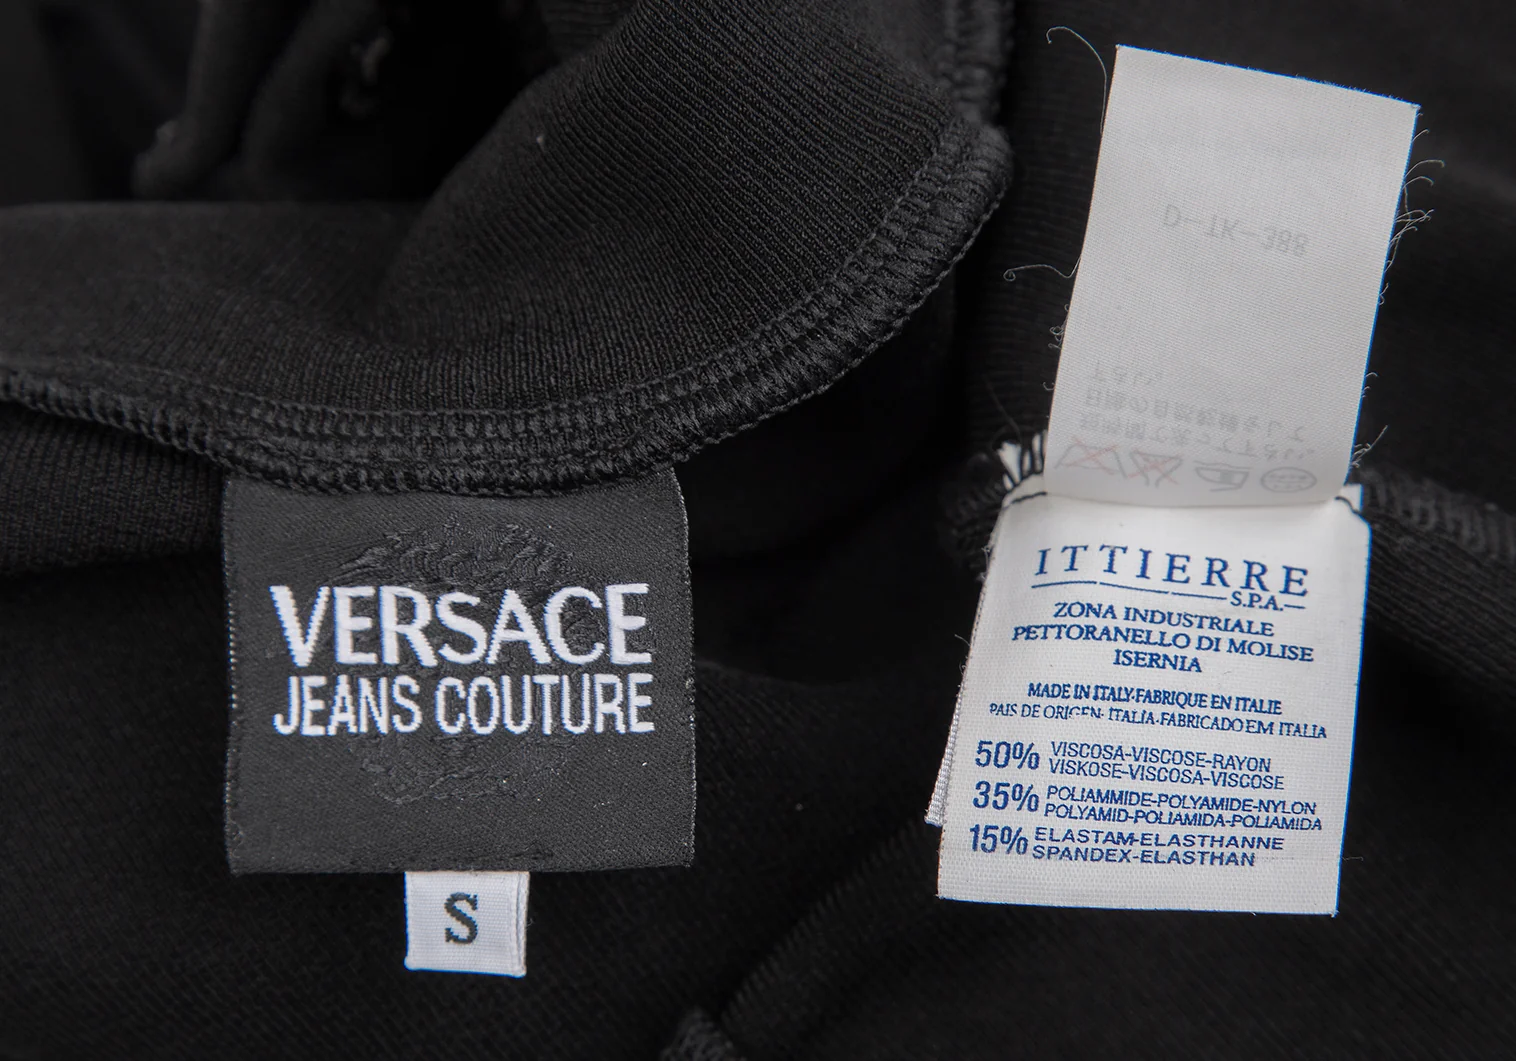 VERSACE
JEANS COUTURE
S
D-TK-388
ITTIERRE
S.P.A.
ZONA INDUSTRIALE
PETTORANELLO DI MOLISE
ISERNIA
MADE IN ITALY-FABRIQUE EN ITALIE
PAIS DE ORIGEN- ITALIA-FABRICADO EM ITALIA
50% VISCOSA-VISCOSE-RAYON
VISKOSE-VISCOSA-VISCOSE
35% POLIAMMIDE-POLYAMIDE-NYLON
POLYAMID-POLIAMIDA-POLIAMIDA
15% ELASTAM-ELASTHANNE
SPANDEX-ELASTHAN